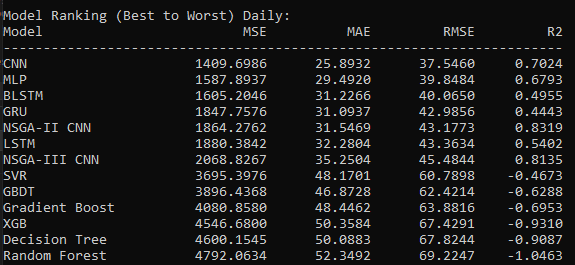 Model Ranking (Best to Worst) Daily:
Model MSE MAE RMSE R2
----------------------------------------------------------------------
CNN 1409.6986 25.8932 37.5460 0.7024
MLP 1587.8937 29.4920 39.8484 0.6793
BLSTM 1605.2046 31.2266 40.0650 0.4955
GRU 1847.7576 31.0937 42.9856 0.4443
NSGA-II CNN 1864.2762 31.5469 43.1773 0.8319
LSTM 1880.3842 32.2804 43.3634 0.5402
NSGA-III CNN 2068.8267 35.2504 45.4844 0.8135
SVR 3695.3976 48.1701 60.7898 -0.4673
GBDT 3896.4368 46.8728 62.4214 -0.6288
Gradient Boost 4080.8580 48.4462 63.8816 -0.6953
XGB 4546.6800 50.3584 67.4291 -0.9310
Decision Tree 4600.1545 50.0883 67.8244 -0.9087
Random Forest 4792.0634 52.3492 69.2247 -1.0463